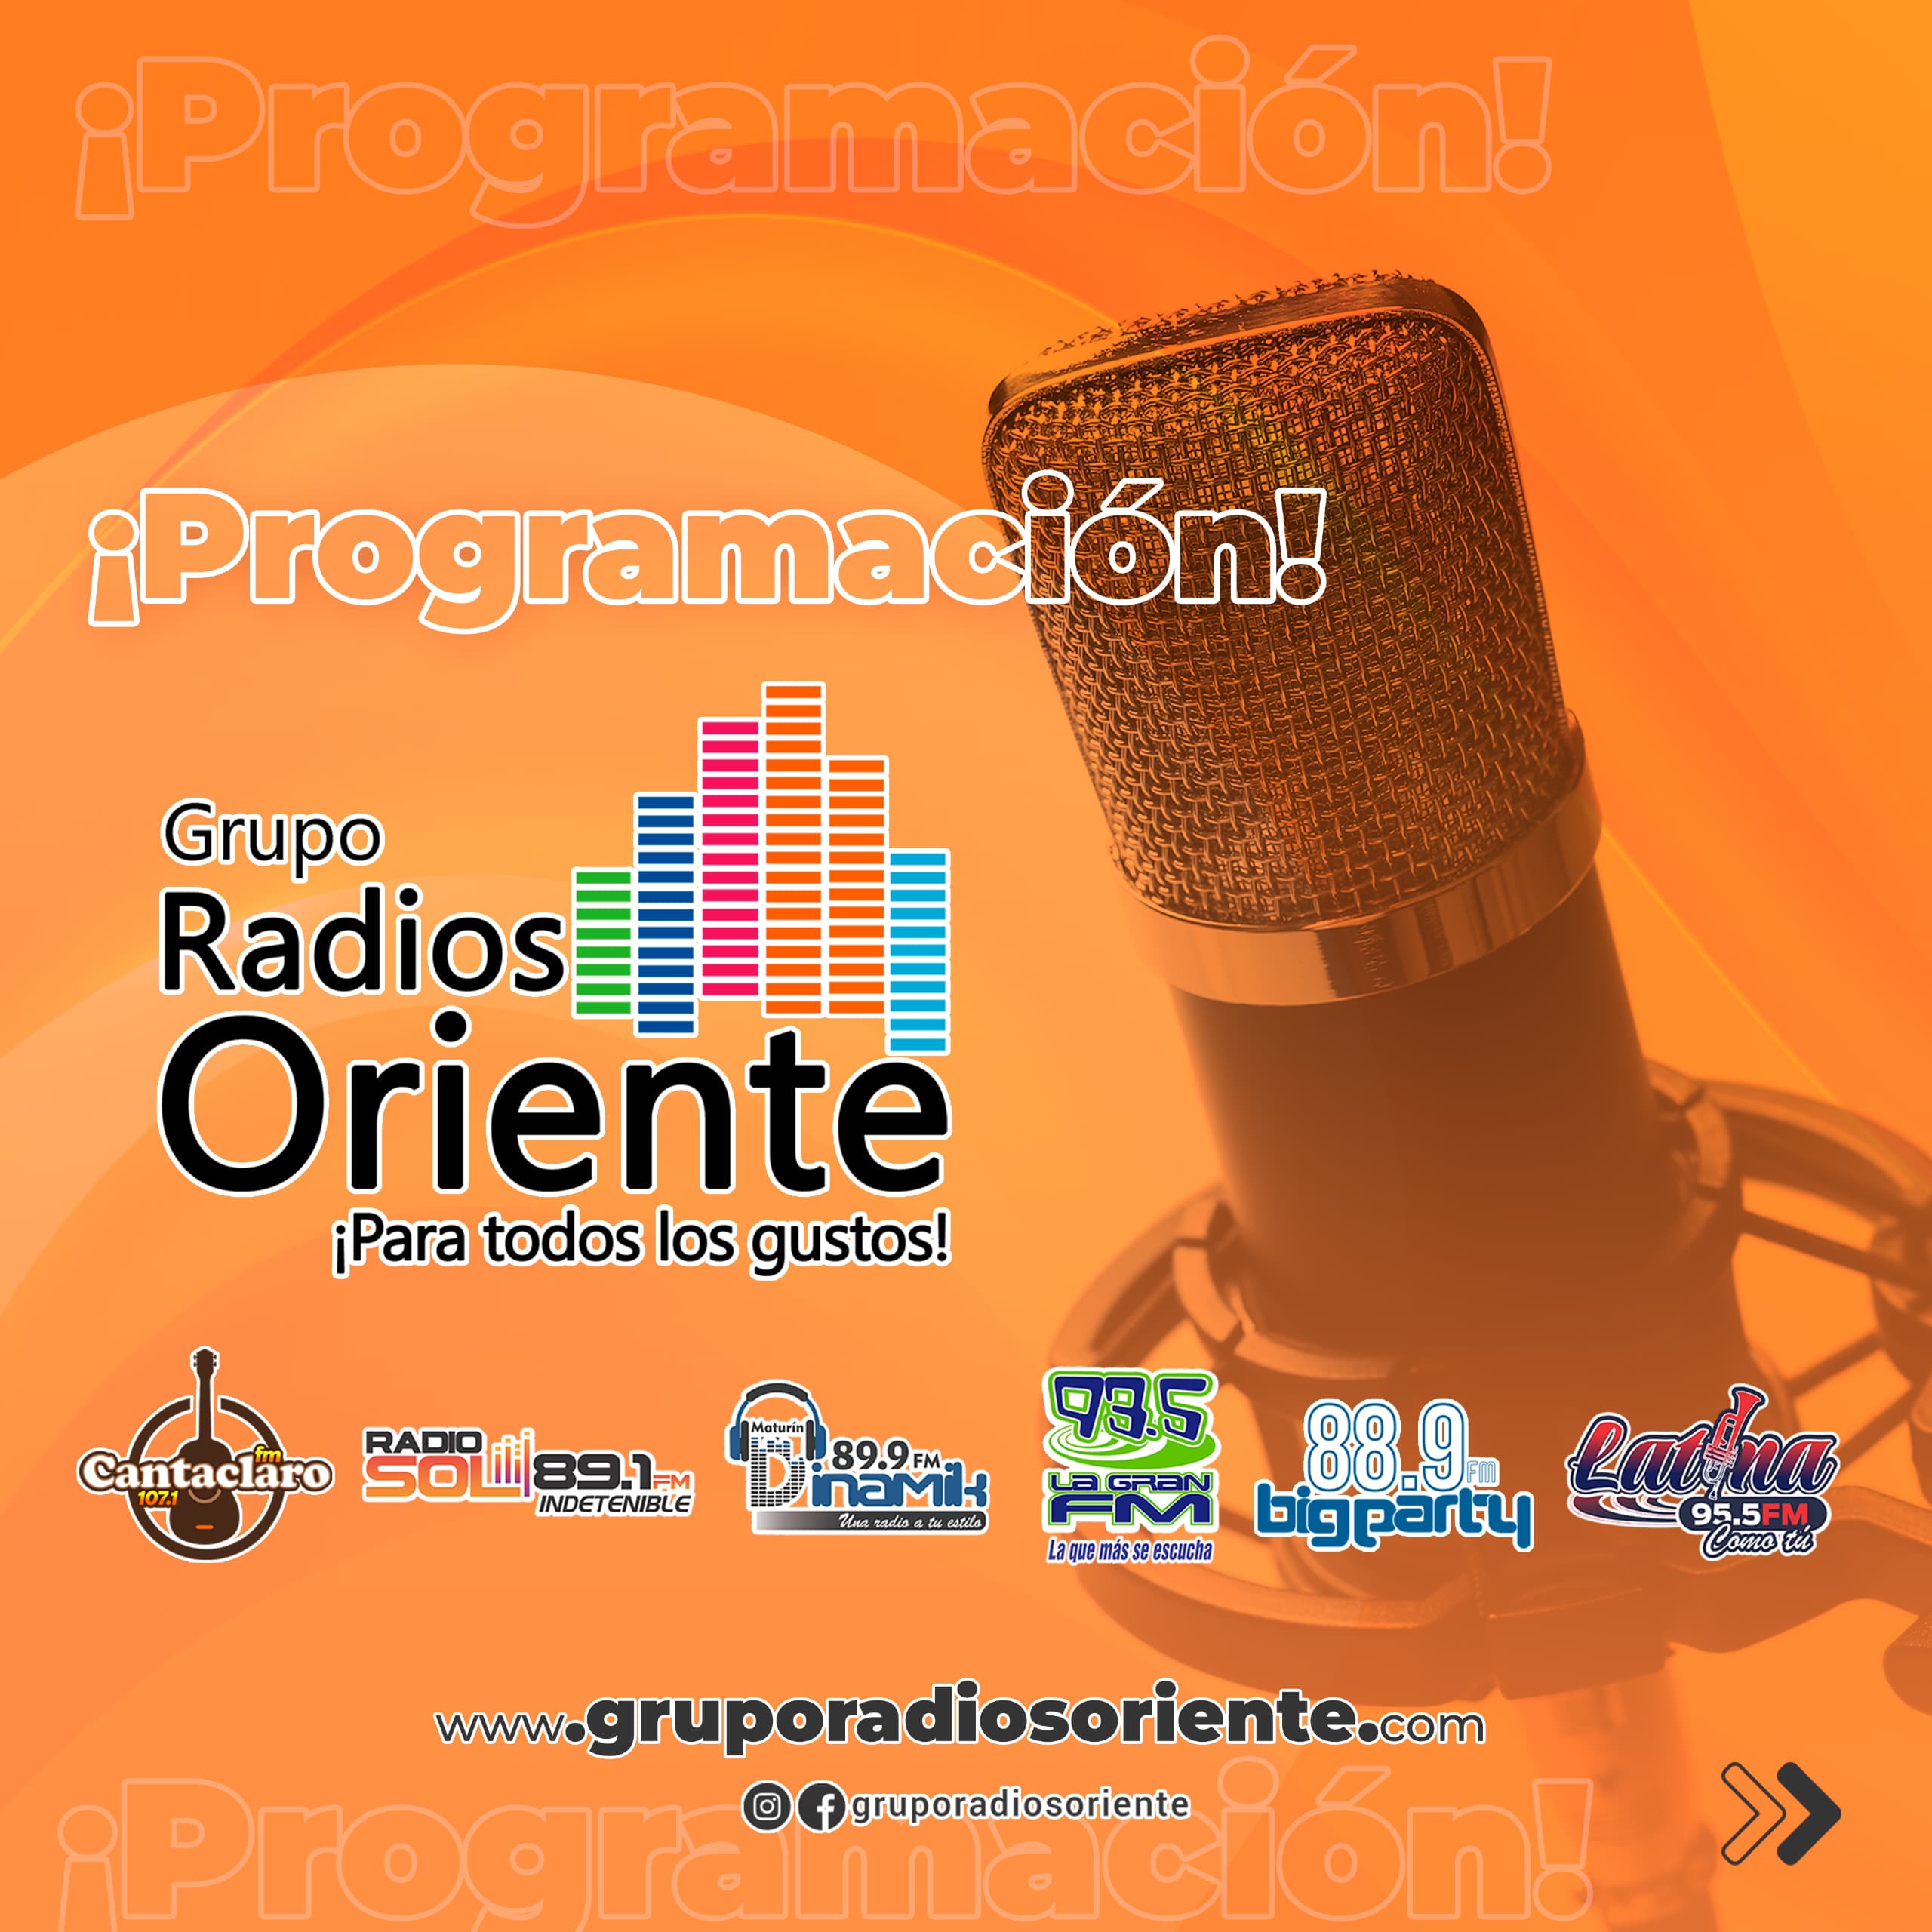 ¡Programación!
¡Programación!
Grupo
Radios
Oriente
¡Para todos los gustos!
Cantaclaro fm
107.1
RADIO
SOL 89.1 FM
INDETENIBLE
Maturín
89.9 FM
Dinamik
Una radio a tu estilo
93.5
LA GRAN
FM
La que más se escucha
88.9 Fm
bigparty
Latina
95.5FM
Como tú
www.gruporadiosoriente.com
gruporadiosoriente
¡Programación!